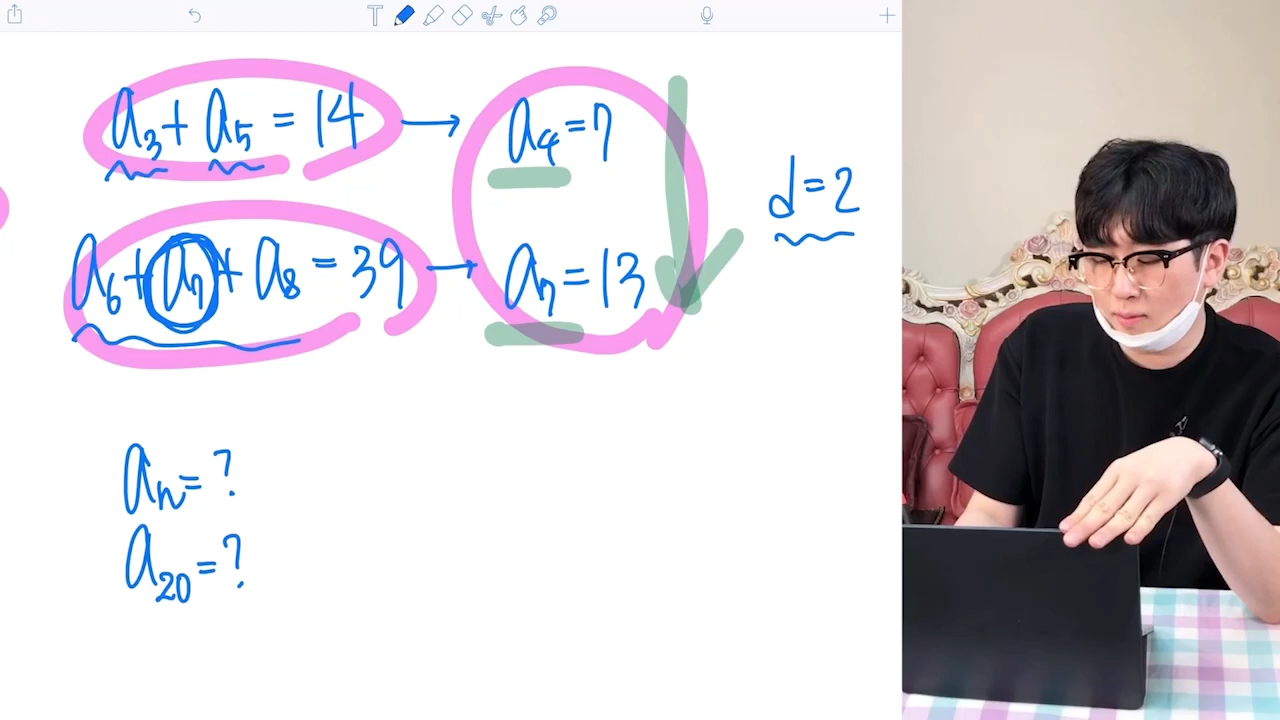 a₃ + a₅ = 14 → a₄ = 7
d = 2
a₆ + a₇ + a₈ = 39 → a₇ = 13
aₙ = ?
a₂₀ = ?